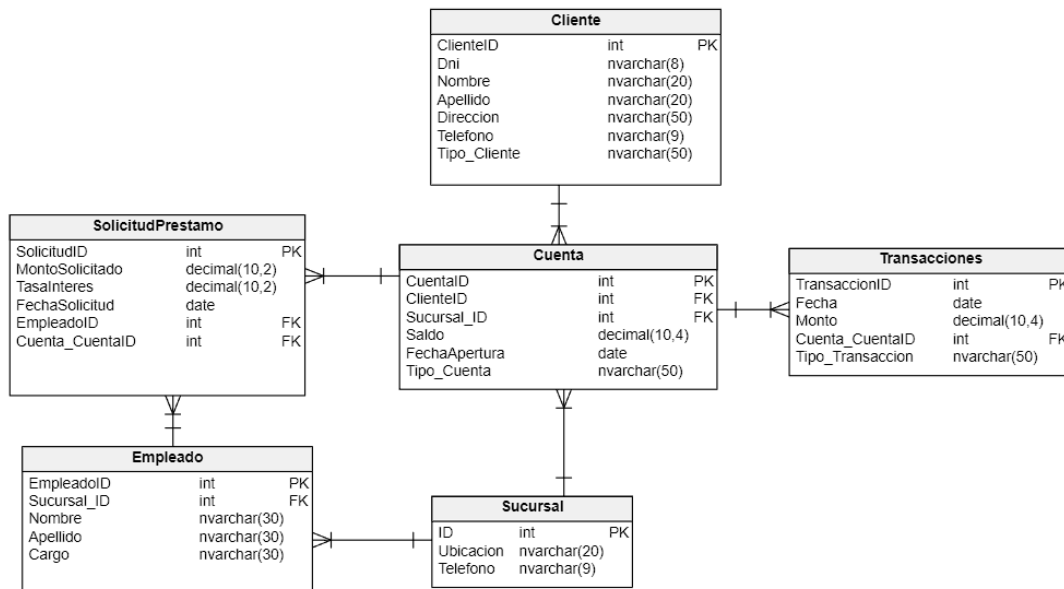 Cliente
ClienteID int PK
Dni nvarchar(8)
Nombre nvarchar(20)
Apellido nvarchar(20)
Direccion nvarchar(50)
Telefono nvarchar(9)
Tipo_Cliente nvarchar(50)
SolicitudPrestamo
SolicitudID int PK
MontoSolicitado decimal(10,2)
TasaInteres decimal(10,2)
FechaSolicitud date
EmpleadoID int FK
Cuenta_CuentaID int FK
Cuenta
CuentaID int PK
ClienteID int FK
Sucursal_ID int FK
Saldo decimal(10,4)
FechaApertura date
Tipo_Cuenta nvarchar(50)
Transacciones
TransaccionID int PK
Fecha date
Monto decimal(10,4)
Cuenta_CuentaID int FK
Tipo_Transaccion nvarchar(50)
Empleado
EmpleadoID int PK
Sucursal_ID int FK
Nombre nvarchar(30)
Apellido nvarchar(30)
Cargo nvarchar(30)
Sucursal
ID int PK
Ubicacion nvarchar(20)
Telefono nvarchar(9)